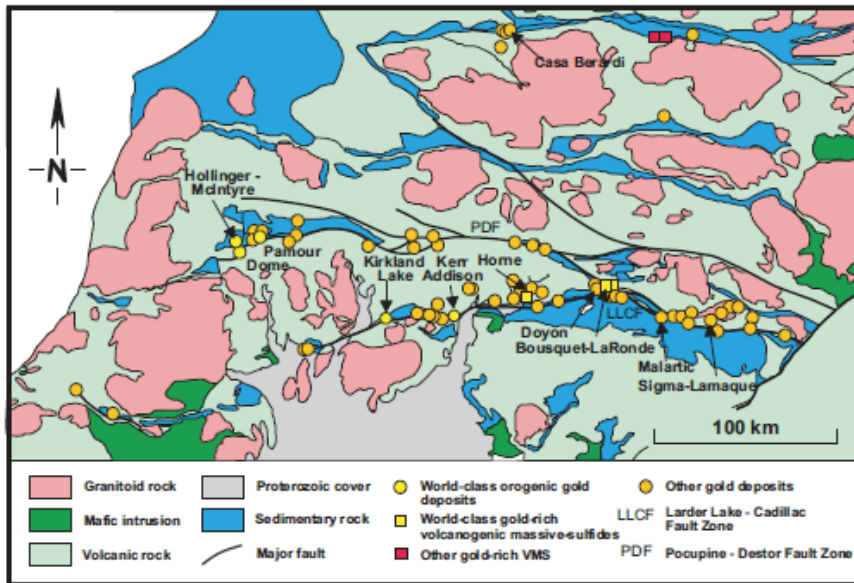 Casa Berardi
N
Hollinger -
McIntyre
PDF
Pamour
Dome
Kirkland
Lake
Kerr
Addison
Horne
LLCF
Doyon
Bousquet-LaRonde
Malartic
Sigma-Lamaque
100 km
Granitoid rock
Proterozoic cover
World-class orogenic gold
deposits
Other gold deposits
Mafic intrusion
Sedimentary rock
World-class gold-rich
volcanogenic massive-sulfides
LLCF Larder Lake - Cadillac
Fault Zone
Volcanic rock
Major fault
Other gold-rich VMS
PDF Pocupine - Destor Fault Zone